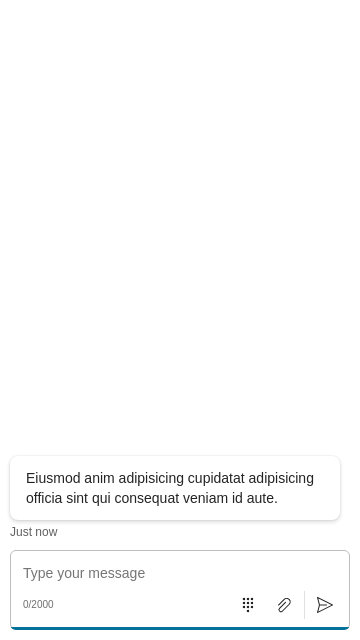 Eiusmod anim adipisicing cupidatat adipisicing
officia sint qui consequat veniam id aute.
Just now
Type your message
0/2000